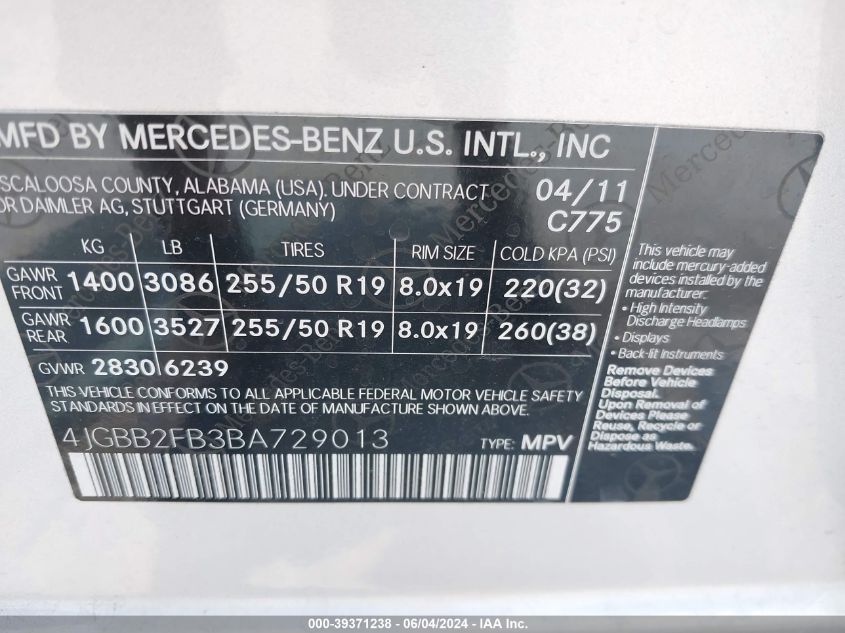 MFD BY MERCEDES-BENZ U.S. INTL., INC
SCALOOSA COUNTY, ALABAMA (USA), UNDER CONTRACT
OR DAIMLER AG, STUTTGART (GERMANY)
04/11
C775
KG LB TIRES RIM SIZE COLD KPA (PSI)
GAWR FRONT 1400 3086 255/50 R19 8.0x19 220(32)
GAWR REAR 1600 3527 255/50 R19 8.0x19 260(38)
GVWR 2830 6239
THIS VEHICLE CONFORMS TO ALL APPLICABLE FEDERAL MOTOR VEHICLE SAFETY
STANDARDS IN EFFECT ON THE DATE OF MANUFACTURE SHOWN ABOVE.
4JGBB2FB3BA729013 TYPE: MPV
This vehicle may
include mercury-added
devices installed by the
manufacturer:
• High Intensity
Discharge Headlamps
• Displays
• Back-lit Instruments
Remove Devices
Before Vehicle
Disposal.
Upon Removal of
Devices Please
Reuse, Recycle or
Dispose as
Hazardous Waste.
000-39371238 - 06/04/2024 - IAA Inc.